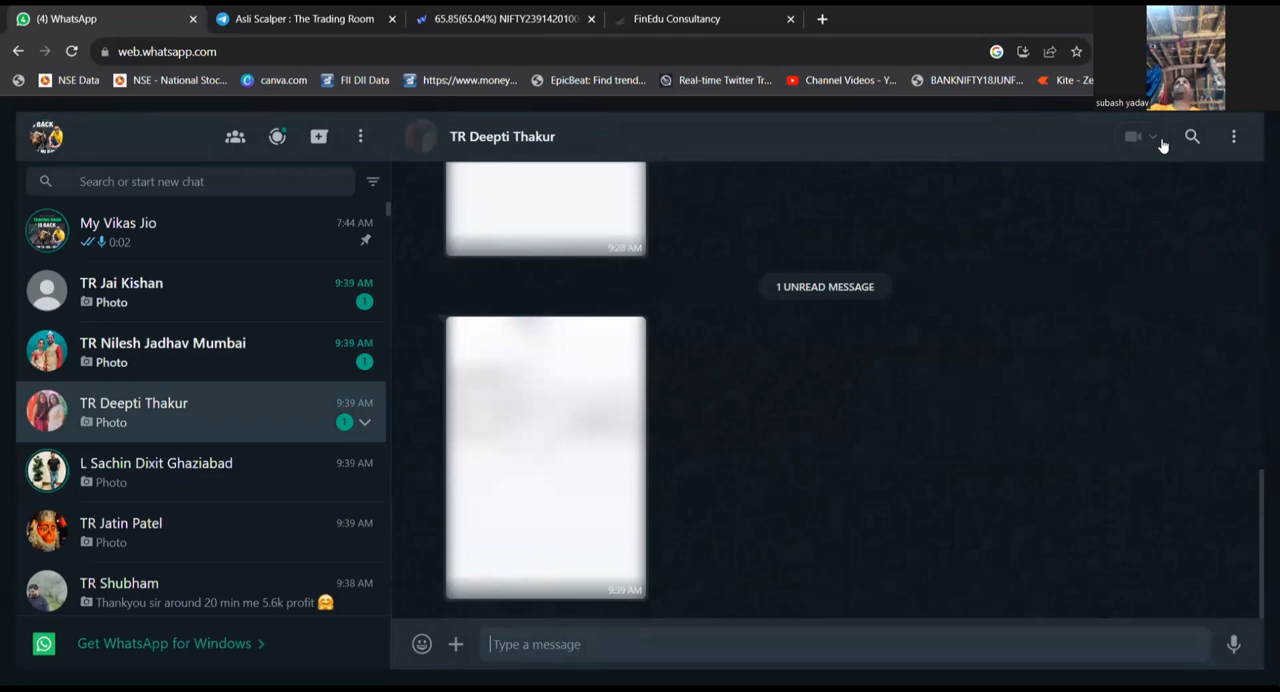 (4) WhatsApp
Asli Scalper : The Trading Room
65.85(65.04%) NIFTY2391420100
FinEdu Consultancy
web.whatsapp.com
NSE Data
NSE - National Stoc...
canva.com
FII DII Data
https://www.money...
EpicBeat: Find trend...
Real-time Twitter Tr...
Channel Videos - Y...
BANKNIFTY18JUNF...
Kite - Ze
subash yadav
BACK
TR Deepti Thakur
Search or start new chat
My Vikas Jio
7:44 AM
0:02
TR Jai Kishan
9:39 AM
Photo
1
TR Nilesh Jadhav Mumbai
9:39 AM
Photo
1
TR Deepti Thakur
9:39 AM
Photo
1
L Sachin Dixit Ghaziabad
9:39 AM
Photo
TR Jatin Patel
9:39 AM
Photo
TR Shubham
9:38 AM
Thankyou sir around 20 min me 5.6k profit 🤗
Get WhatsApp for Windows >
9:28 AM
1 UNREAD MESSAGE
9:39 AM
Type a message